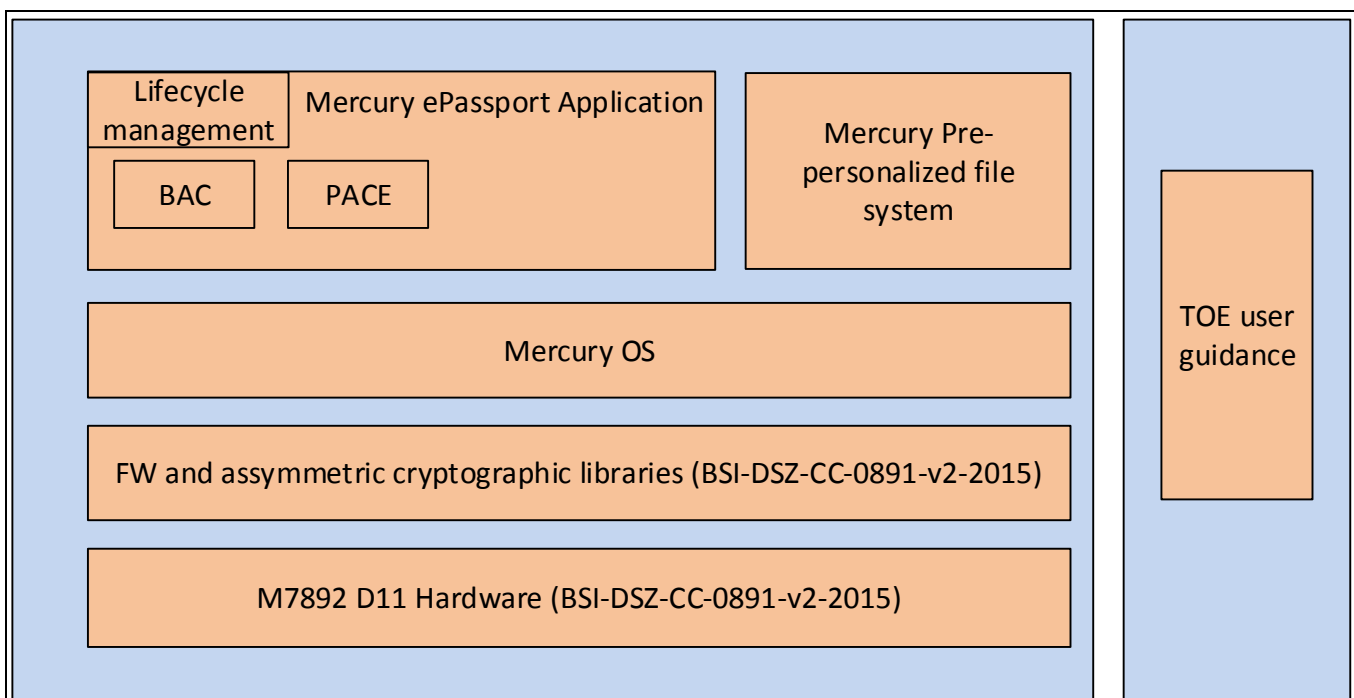 Lifecycle
management
Mercury ePassport Application
BAC
PACE
Mercury Pre-
personalized file
system
Mercury OS
FW and assymmetric cryptographic libraries (BSI-DSZ-CC-0891-v2-2015)
M7892 D11 Hardware (BSI-DSZ-CC-0891-v2-2015)
TOE user
guidance